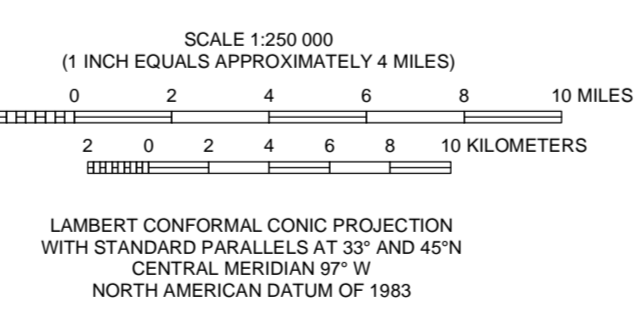 SCALE 1:250 000
(1 INCH EQUALS APPROXIMATELY 4 MILES)
0 2 4 6 8 10 MILES
2 0 2 4 6 8 10 KILOMETERS
LAMBERT CONFORMAL CONIC PROJECTION
WITH STANDARD PARALLELS AT 33° AND 45°N
CENTRAL MERIDIAN 97° W
NORTH AMERICAN DATUM OF 1983